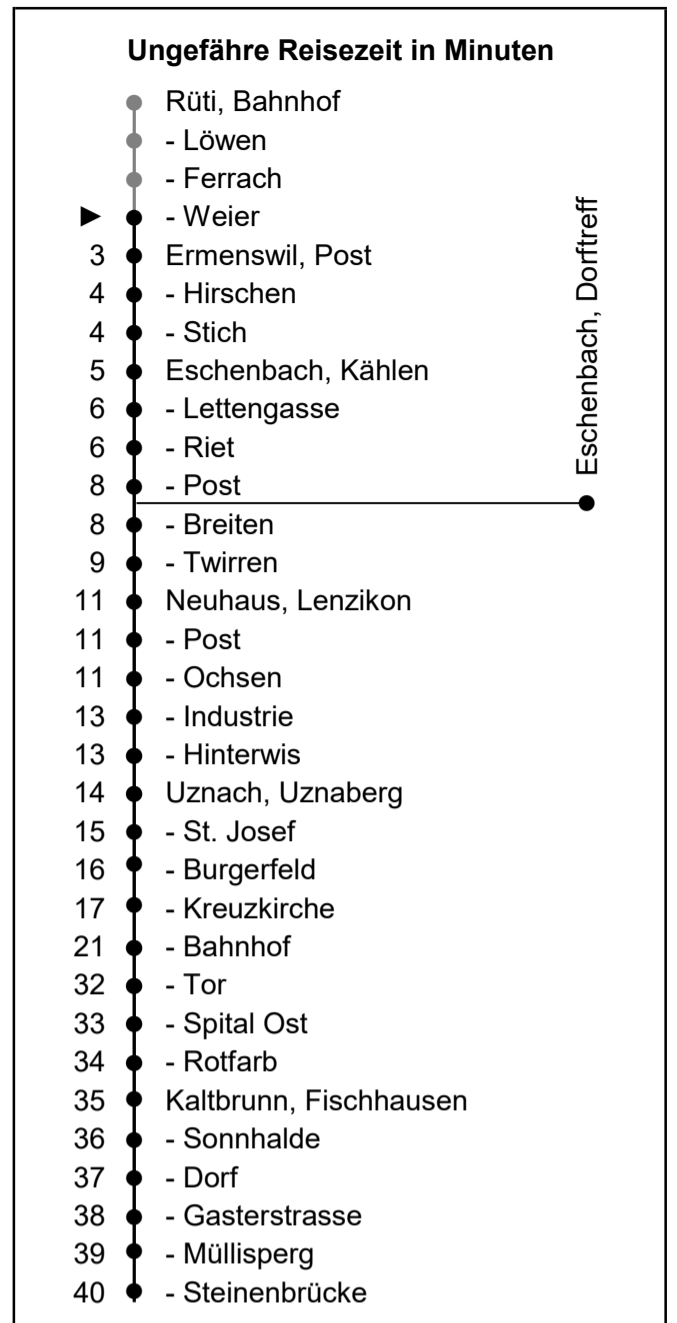 Ungefähre Reisezeit in Minuten
Rüti, Bahnhof
- Löwen
- Ferrach
► - Weier
3 Ermenswil, Post
4 - Hirschen
4 - Stich
5 Eschenbach, Kählen
6 - Lettengasse
6 - Riet
8 - Post
Eschenbach, Dorftreff
8 - Breiten
9 - Twirren
11 Neuhaus, Lenzikon
11 - Post
11 - Ochsen
13 - Industrie
13 - Hinterwis
14 Uznach, Uznaberg
15 - St. Josef
16 - Burgerfeld
17 - Kreuzkirche
21 - Bahnhof
32 - Tor
33 - Spital Ost
34 - Rotfarb
35 Kaltbrunn, Fischhausen
36 - Sonnhalde
37 - Dorf
38 - Gasterstrasse
39 - Müllisperg
40 - Steinenbrücke